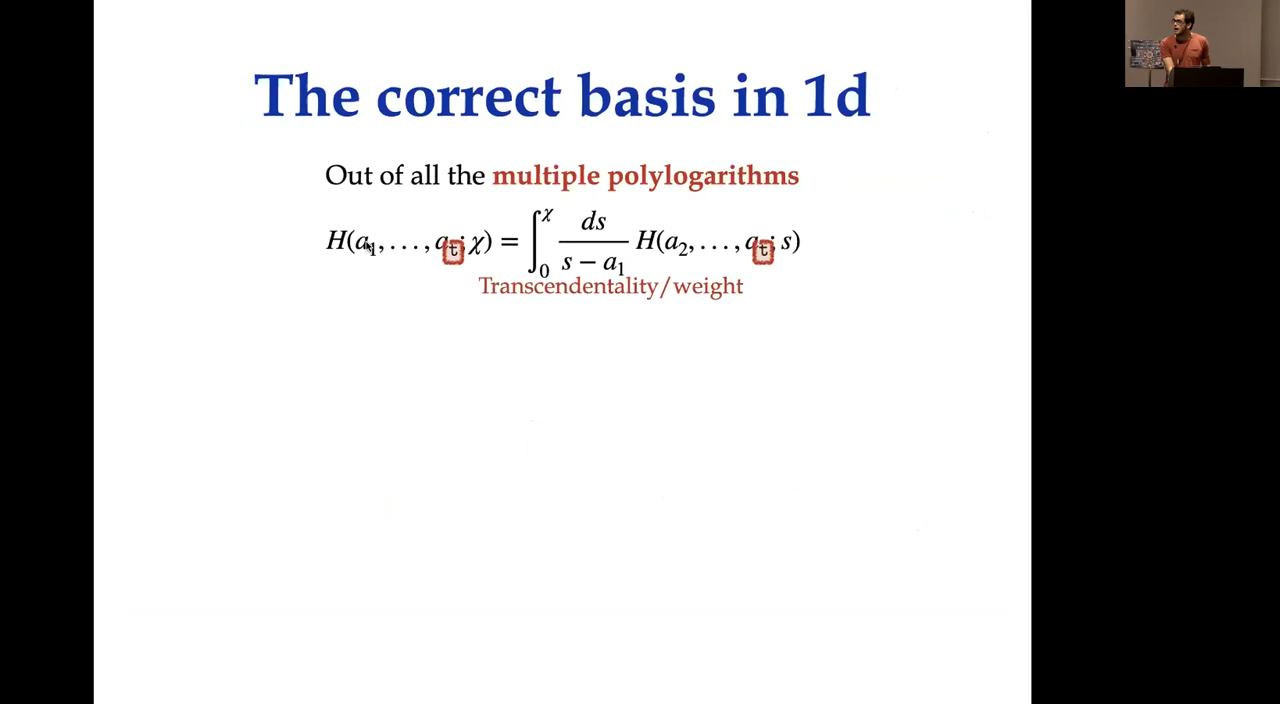 The correct basis in 1d
Out of all the multiple polylogarithms
H(a₁, . . . , aₜ; χ) = ∫₀^χ ds/(s − a₁) H(a₂, . . . , aₜ; s)
Transcendentality/weight